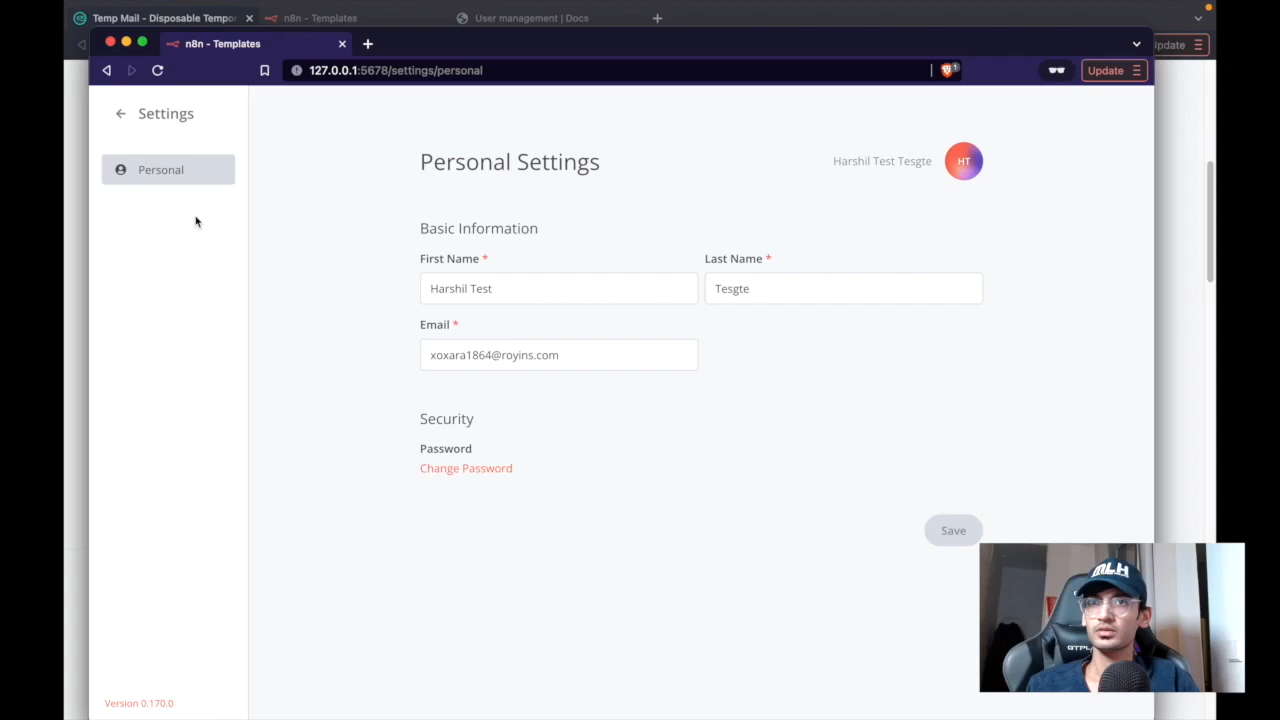 Temp Mail - Disposable Tempor
n8n - Templates
User management | Docs
n8n - Templates
Update
127.0.0.1:5678/settings/personal
1
Update
Settings
Personal
Personal Settings
Harshil Test Tesgte
HT
Basic Information
First Name *
Last Name *
Harshil Test
Tesgte
Email *
xoxara1864@royins.com
Security
Password
Change Password
Save
MLH
Version 0.170.0